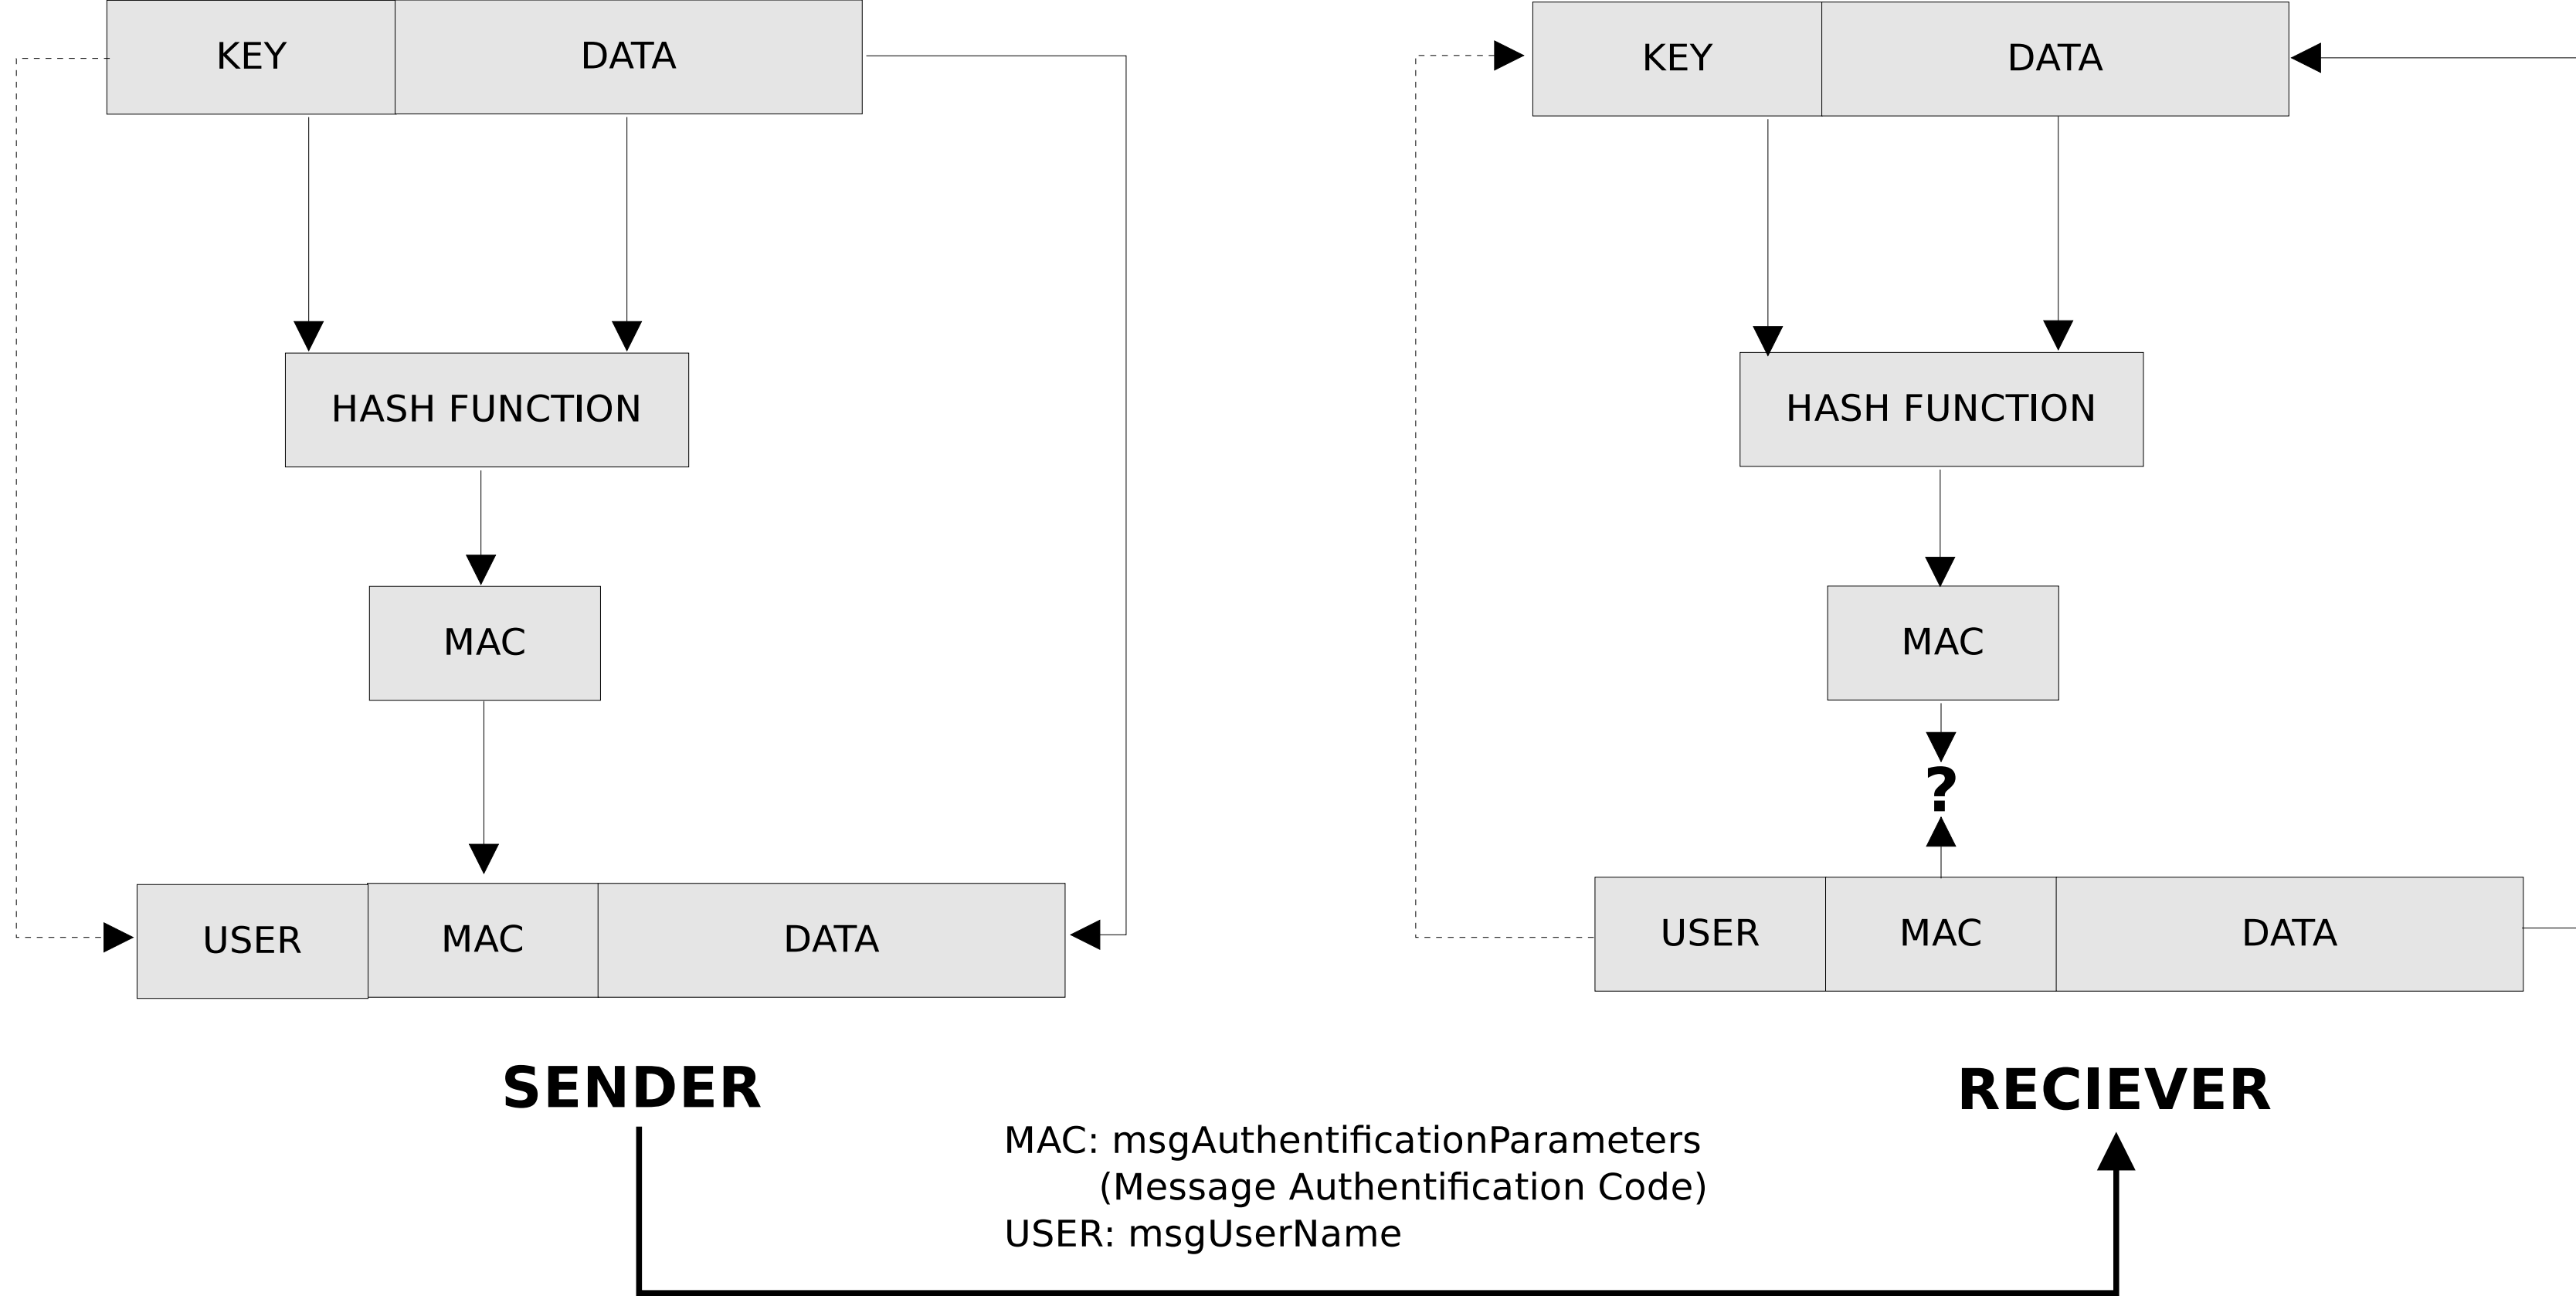 KEY DATA
HASH FUNCTION
MAC
USER MAC DATA
SENDER
KEY DATA
HASH FUNCTION
MAC
?
USER MAC DATA
RECIEVER
MAC: msgAuthentificationParameters
(Message Authentification Code)
USER: msgUserName